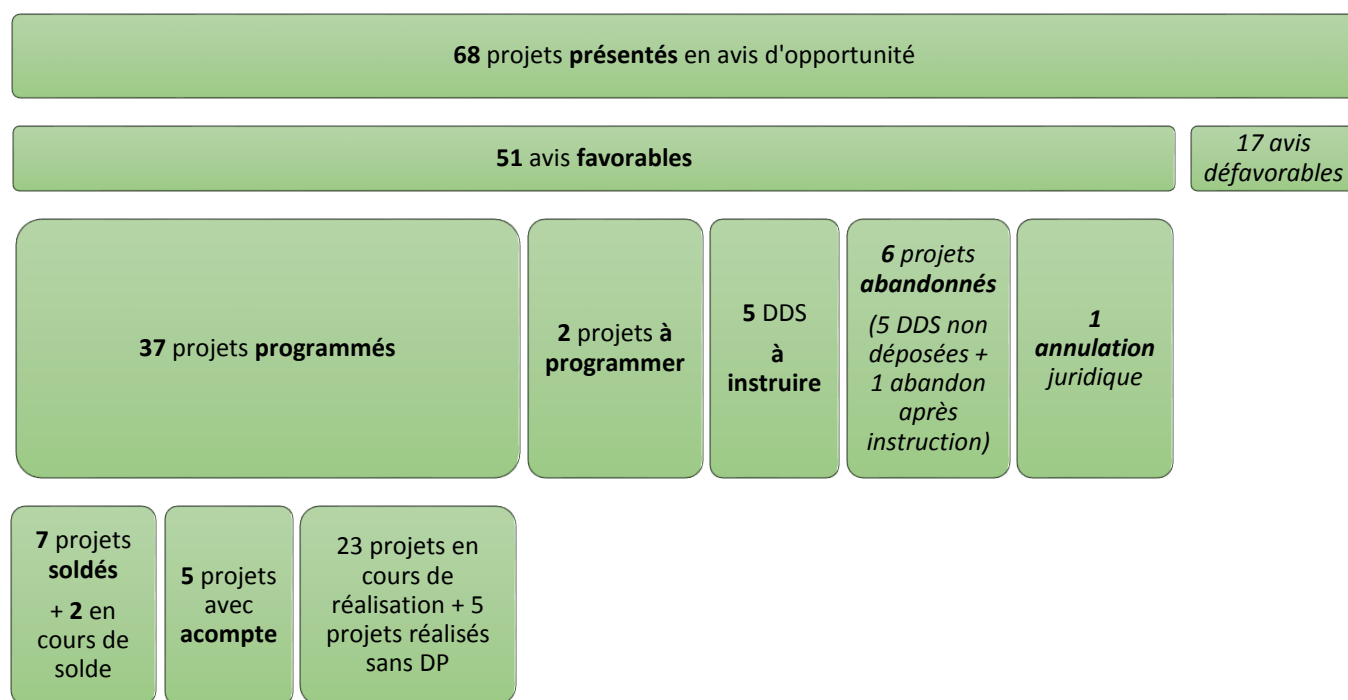 68 projets présentés en avis d'opportunité
51 avis favorables
17 avis
défavorables
37 projets programmés
2 projets à
programmer
5 DDS
à
instruire
6 projets
abandonnés
(5 DDS non
déposées +
1 abandon
après
instruction)
1
annulation
juridique
7 projets
soldés
+ 2 en
cours de
solde
5 projets
avec
acompte
23 projets en
cours de
réalisation + 5
projets réalisés
sans DP